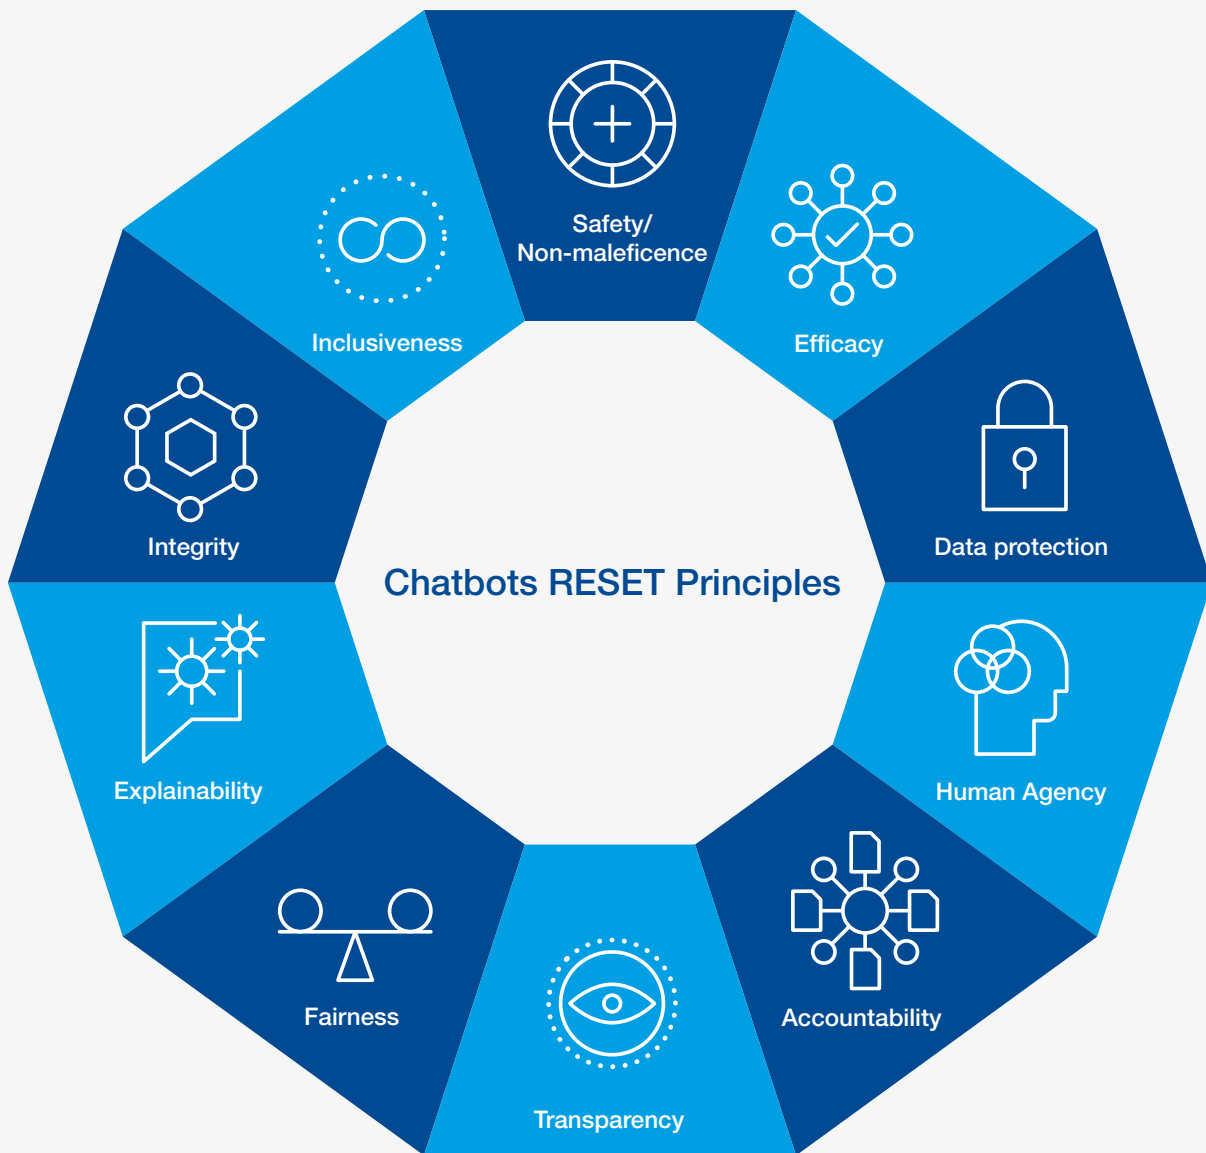 Safety/
Non-maleficence
Efficacy
Data protection
Human Agency
Accountability
Transparency
Fairness
Explainability
Integrity
Inclusiveness
Chatbots RESET Principles